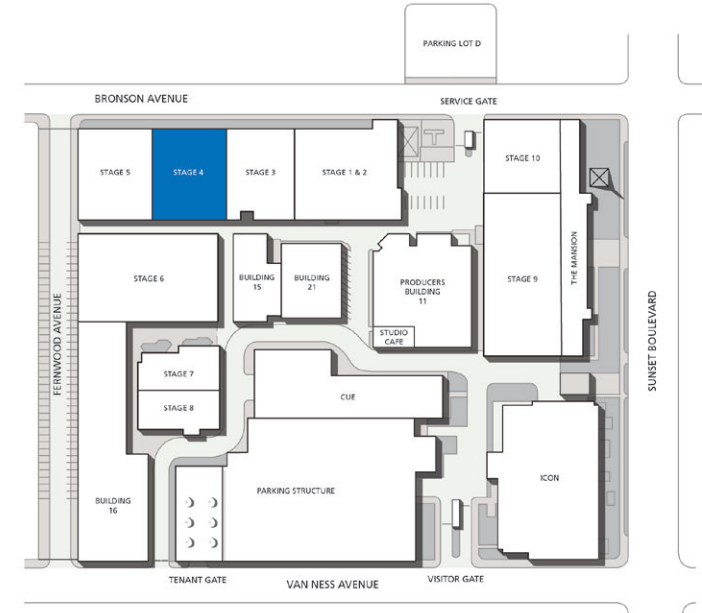 PARKING LOT D
BRONSON AVENUE
SERVICE GATE
STAGE 5
STAGE 4
STAGE 3
STAGE 1 & 2
STAGE 10
STAGE 6
BUILDING
15
BUILDING
21
PRODUCERS
BUILDING
11
STUDIO
CAFE
STAGE 9
THE MANSION
FERNWOOD AVENUE
SUNSET BOULEVARD
STAGE 7
STAGE 8
CUE
BUILDING
16
PARKING STRUCTURE
ICON
TENANT GATE
VAN NESS AVENUE
VISITOR GATE